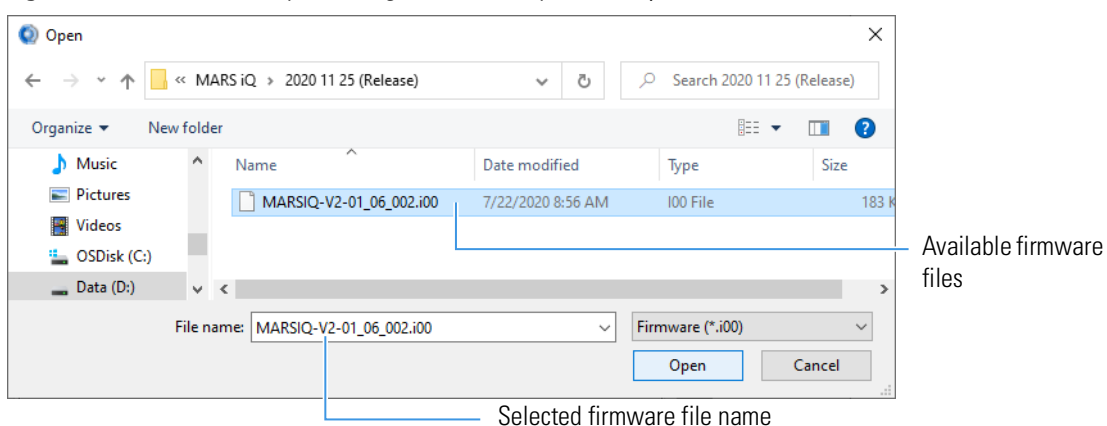 Open
« MARS iQ › 2020 11 25 (Release)
Search 2020 11 25 (Release)
Organize
New folder
?
Name
Date modified
Type
Size
Music
Pictures
Videos
OSDisk (C:)
Data (D:)
MARSIQ-V2-01_06_002.i00
7/22/2020 8:56 AM
I00 File
183 K
Available firmware
files
File name:
MARSIQ-V2-01_06_002.i00
Firmware (*.i00)
Open
Cancel
Selected firmware file name